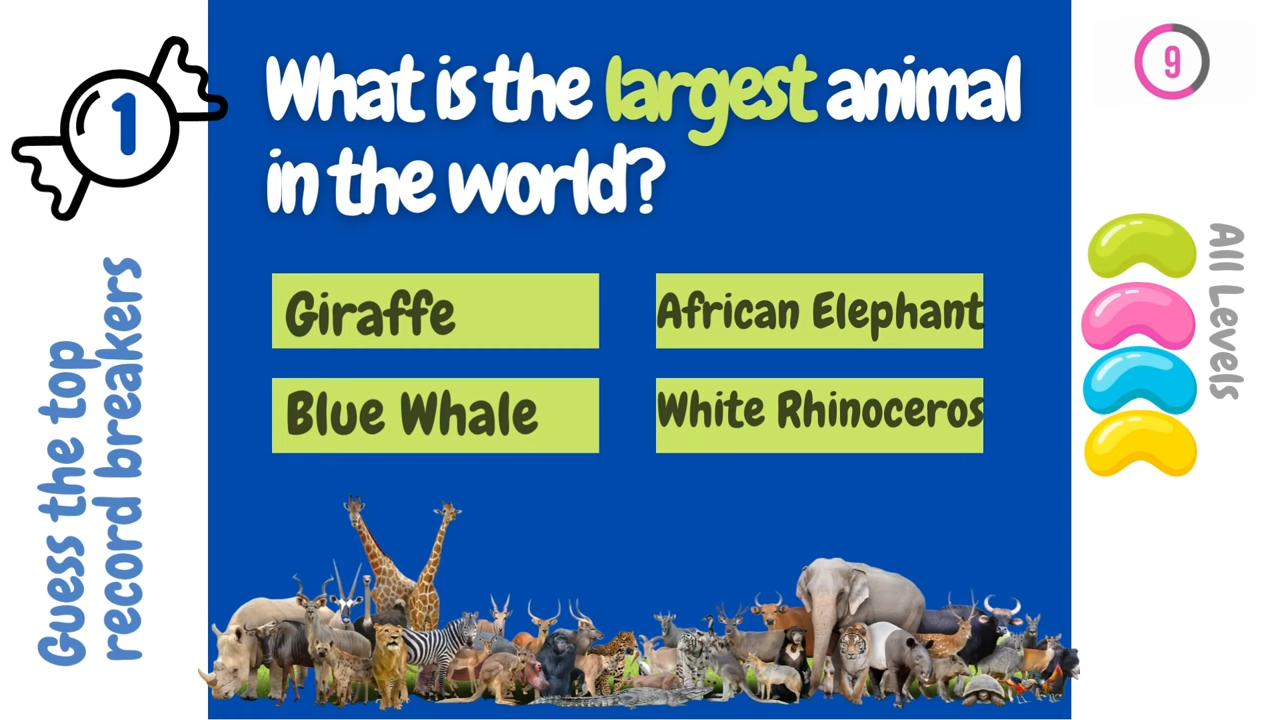 1
Guess the top
record breakers
What is the largest animal
in the world?
Giraffe
African Elephant
Blue Whale
White Rhinoceros
9
All Levels